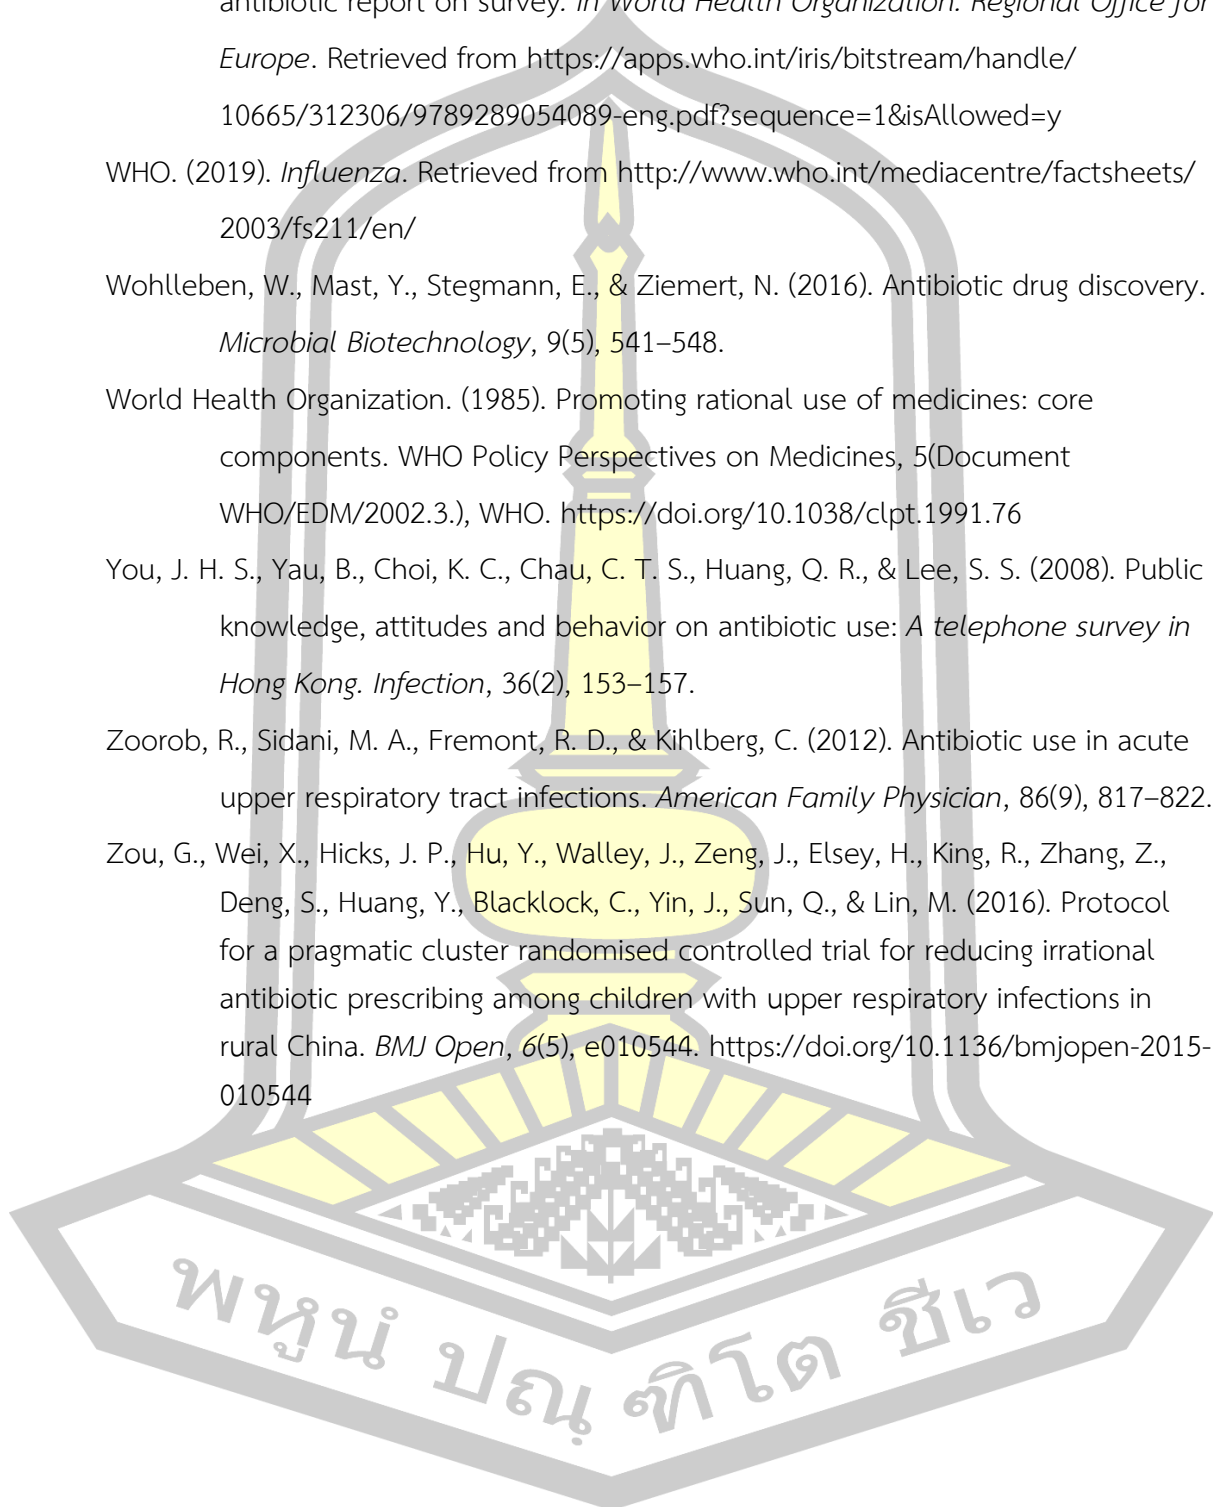 antibiotic report on survey. In World Health Organization. Regional Office for
Europe. Retrieved from https://apps.who.int/iris/bitstream/handle/
10665/312306/9789289054089-eng.pdf?sequence=1&isAllowed=y
WHO. (2019). Influenza. Retrieved from http://www.who.int/mediacentre/factsheets/
2003/fs211/en/
Wohlleben, W., Mast, Y., Stegmann, E., & Ziemert, N. (2016). Antibiotic drug discovery.
Microbial Biotechnology, 9(5), 541–548.
World Health Organization. (1985). Promoting rational use of medicines: core
components. WHO Policy Perspectives on Medicines, 5(Document
WHO/EDM/2002.3.), WHO. https://doi.org/10.1038/clpt.1991.76
You, J. H. S., Yau, B., Choi, K. C., Chau, C. T. S., Huang, Q. R., & Lee, S. S. (2008). Public
knowledge, attitudes and behavior on antibiotic use: A telephone survey in
Hong Kong. Infection, 36(2), 153–157.
Zoorob, R., Sidani, M. A., Fremont, R. D., & Kihlberg, C. (2012). Antibiotic use in acute
upper respiratory tract infections. American Family Physician, 86(9), 817–822.
Zou, G., Wei, X., Hicks, J. P., Hu, Y., Walley, J., Zeng, J., Elsey, H., King, R., Zhang, Z.,
Deng, S., Huang, Y., Blacklock, C., Yin, J., Sun, Q., & Lin, M. (2016). Protocol
for a pragmatic cluster randomised controlled trial for reducing irrational
antibiotic prescribing among children with upper respiratory infections in
rural China. BMJ Open, 6(5), e010544. https://doi.org/10.1136/bmjopen-2015-
010544
พหูนํ ปณฺฑิโต ชีเว